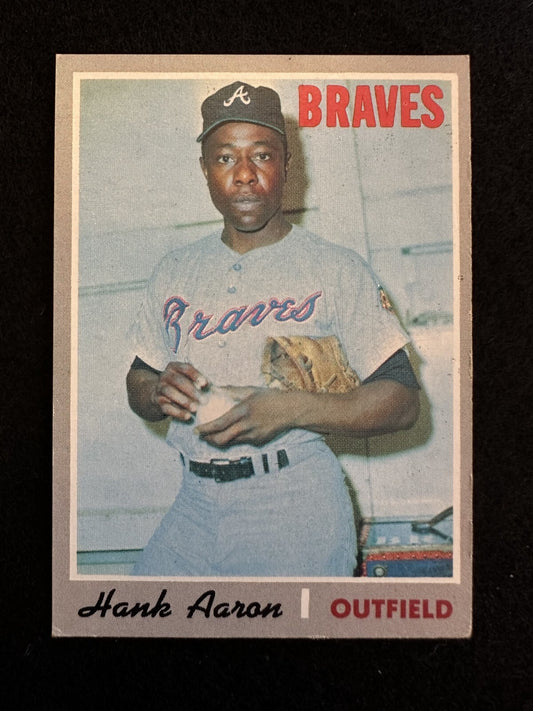 BRAVES
A
Braves
Hank Aaron | OUTFIELD